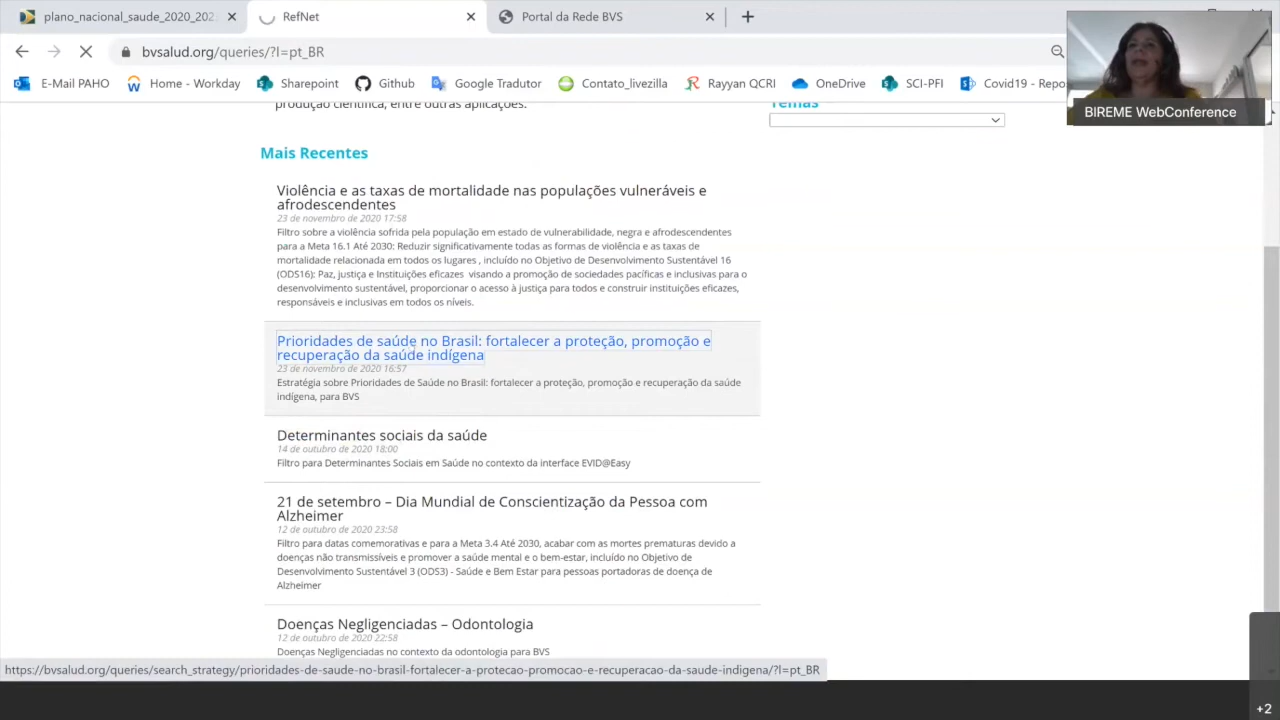 plano_nacional_saude_2020_202
RefNet
Portal da Rede BVS
bvsalud.org/queries/?l=pt_BR
E-Mail PAHO
Home - Workday
Sharepoint
Github
Google Tradutor
Contato_livezilla
Rayyan QCRI
OneDrive
SCI-PFI
Covid19 - Repo
BIREME WebConference
produção científica, entre outras aplicações.
Temas
Mais Recentes
Violência e as taxas de mortalidade nas populações vulneráveis e
afrodescendentes
23 de novembro de 2020 17:58
Filtro sobre a violência sofrida pela população em estado de vulnerabilidade, negra e afrodescendentes
para a Meta 16.1 Até 2030: Reduzir significativamente todas as formas de violência e as taxas de
mortalidade relacionada em todos os lugares , incluído no Objetivo de Desenvolvimento Sustentável 16
(ODS16): Paz, justiça e Instituições eficazes visando a promoção de sociedades pacíficas e inclusivas para o
desenvolvimento sustentável, proporcionar o acesso à justiça para todos e construir instituições eficazes,
responsáveis e inclusivas em todos os níveis.
Prioridades de saúde no Brasil: fortalecer a proteção, promoção e
recuperação da saúde indígena
23 de novembro 2020 16:57
Estratégia sobre Prioridades de Saúde no Brasil: fortalecer a proteção, promoção e recuperação da saúde
indígena, para BVS
Determinantes sociais da saúde
14 de outubro de 2020 18:00
Filtro para Determinantes Sociais em Saúde no contexto da interface EVID@Easy
21 de setembro – Dia Mundial de Conscientização da Pessoa com
Alzheimer
12 de outubro de 2020 23:58
Filtro para datas comemorativas e para a Meta 3.4 Até 2030, acabar com as mortes prematuras devido a
doenças não transmissíveis e promover a saúde mental e o bem-estar, incluído no Objetivo de
Desenvolvimento Sustentável 3 (ODS3) - Saúde e Bem Estar para pessoas portadoras de doença de
Alzheimer
Doenças Negligenciadas – Odontologia
12 de outubro de 2020 22:58
Doenças Negligenciadas no contexto da odontologia para BVS
https://bvsalud.org/queries/search_strategy/prioridades-de-saude-no-brasil-fortalecer-a-protecao-promocao-e-recuperacao-da-saude-indigena/?l=pt_BR
+2